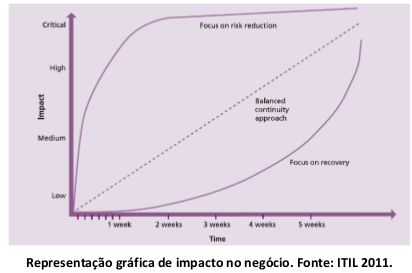 Critical
Focus on risk reduction
High
Impact
Balanced
continuity
approach
Medium
Focus on recovery
Low
1 week
2 weeks
3 weeks
4 weeks
5 weeks
Time
Representação gráfica de impacto no negócio. Fonte: ITIL 2011.